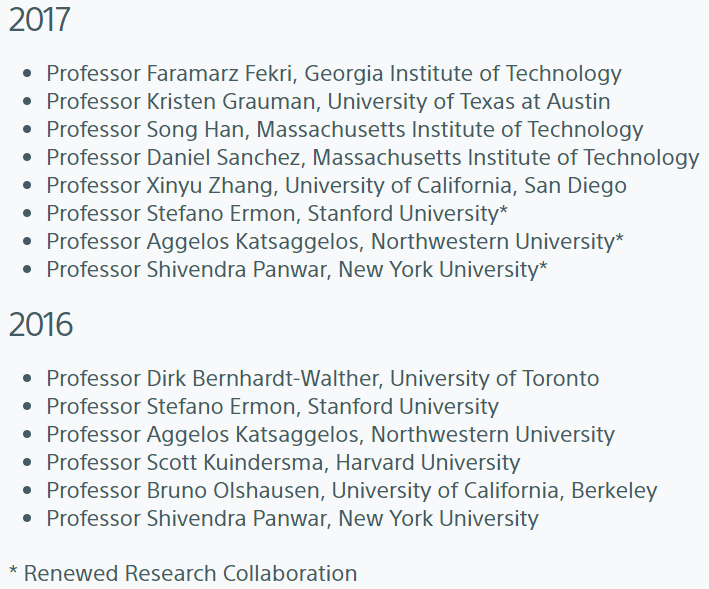 2017
• Professor Faramarz Fekri, Georgia Institute of Technology
• Professor Kristen Grauman, University of Texas at Austin
• Professor Song Han, Massachusetts Institute of Technology
• Professor Daniel Sanchez, Massachusetts Institute of Technology
• Professor Xinyu Zhang, University of California, San Diego
• Professor Stefano Ermon, Stanford University*
• Professor Aggelos Katsaggelos, Northwestern University*
• Professor Shivendra Panwar, New York University*
2016
• Professor Dirk Bernhardt-Walther, University of Toronto
• Professor Stefano Ermon, Stanford University
• Professor Aggelos Katsaggelos, Northwestern University
• Professor Scott Kuindersma, Harvard University
• Professor Bruno Olshausen, University of California, Berkeley
• Professor Shivendra Panwar, New York University
* Renewed Research Collaboration